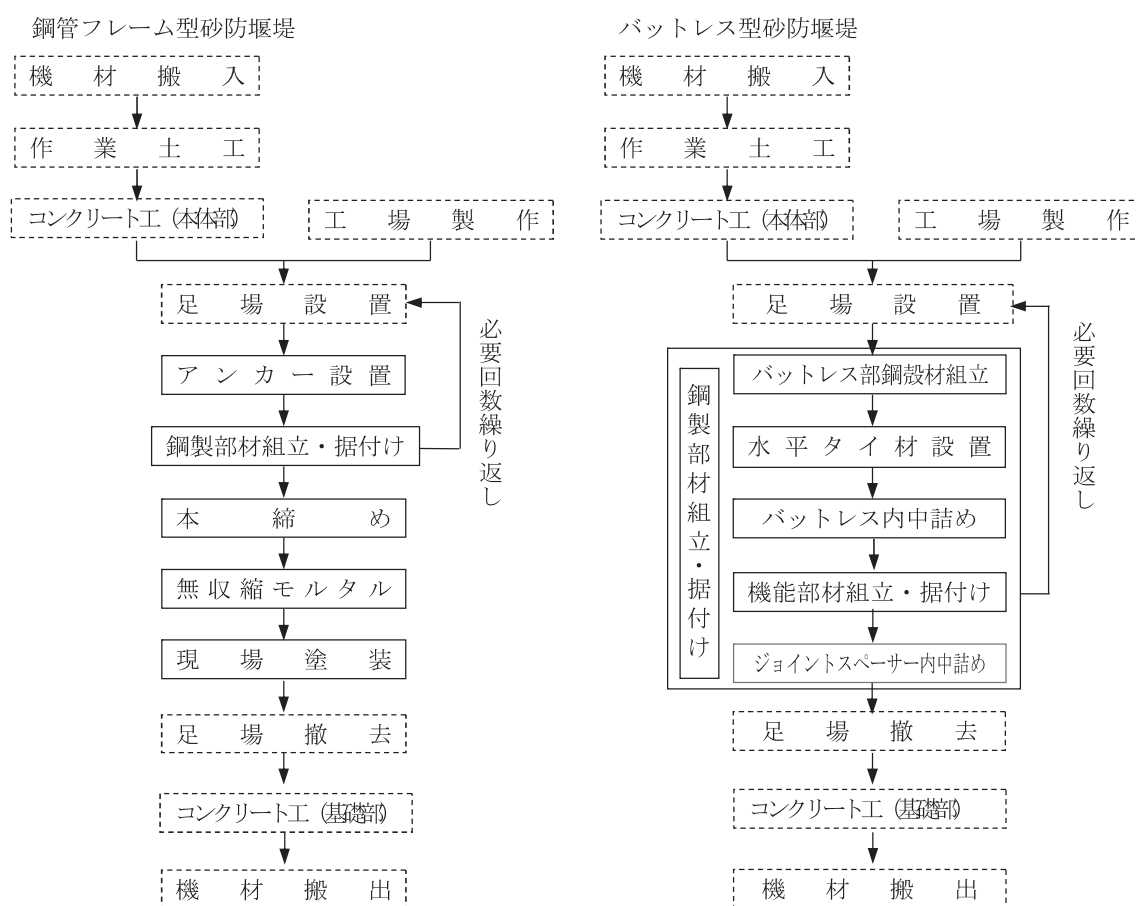 鋼管フレーム型砂防堰堤
機材搬入
作業土工
コンクリート工（本体部）
工場製作
足場設置
アンカー設置
鋼製部材組立・据付け
必要回数繰り返し
本締め
無収縮モルタル
現場塗装
足場撤去
コンクリート工（基礎部）
機材搬出
バットレス型砂防堰堤
機材搬入
作業土工
コンクリート工（本体部）
工場製作
足場設置
鋼製部材組立・据付け
バットレス部鋼殻材組立
水平タイ材設置
バットレス内中詰め
機能部材組立・据付け
ジョイントスペーサー内中詰め
必要回数繰り返し
足場撤去
コンクリート工（基礎部）
機材搬出